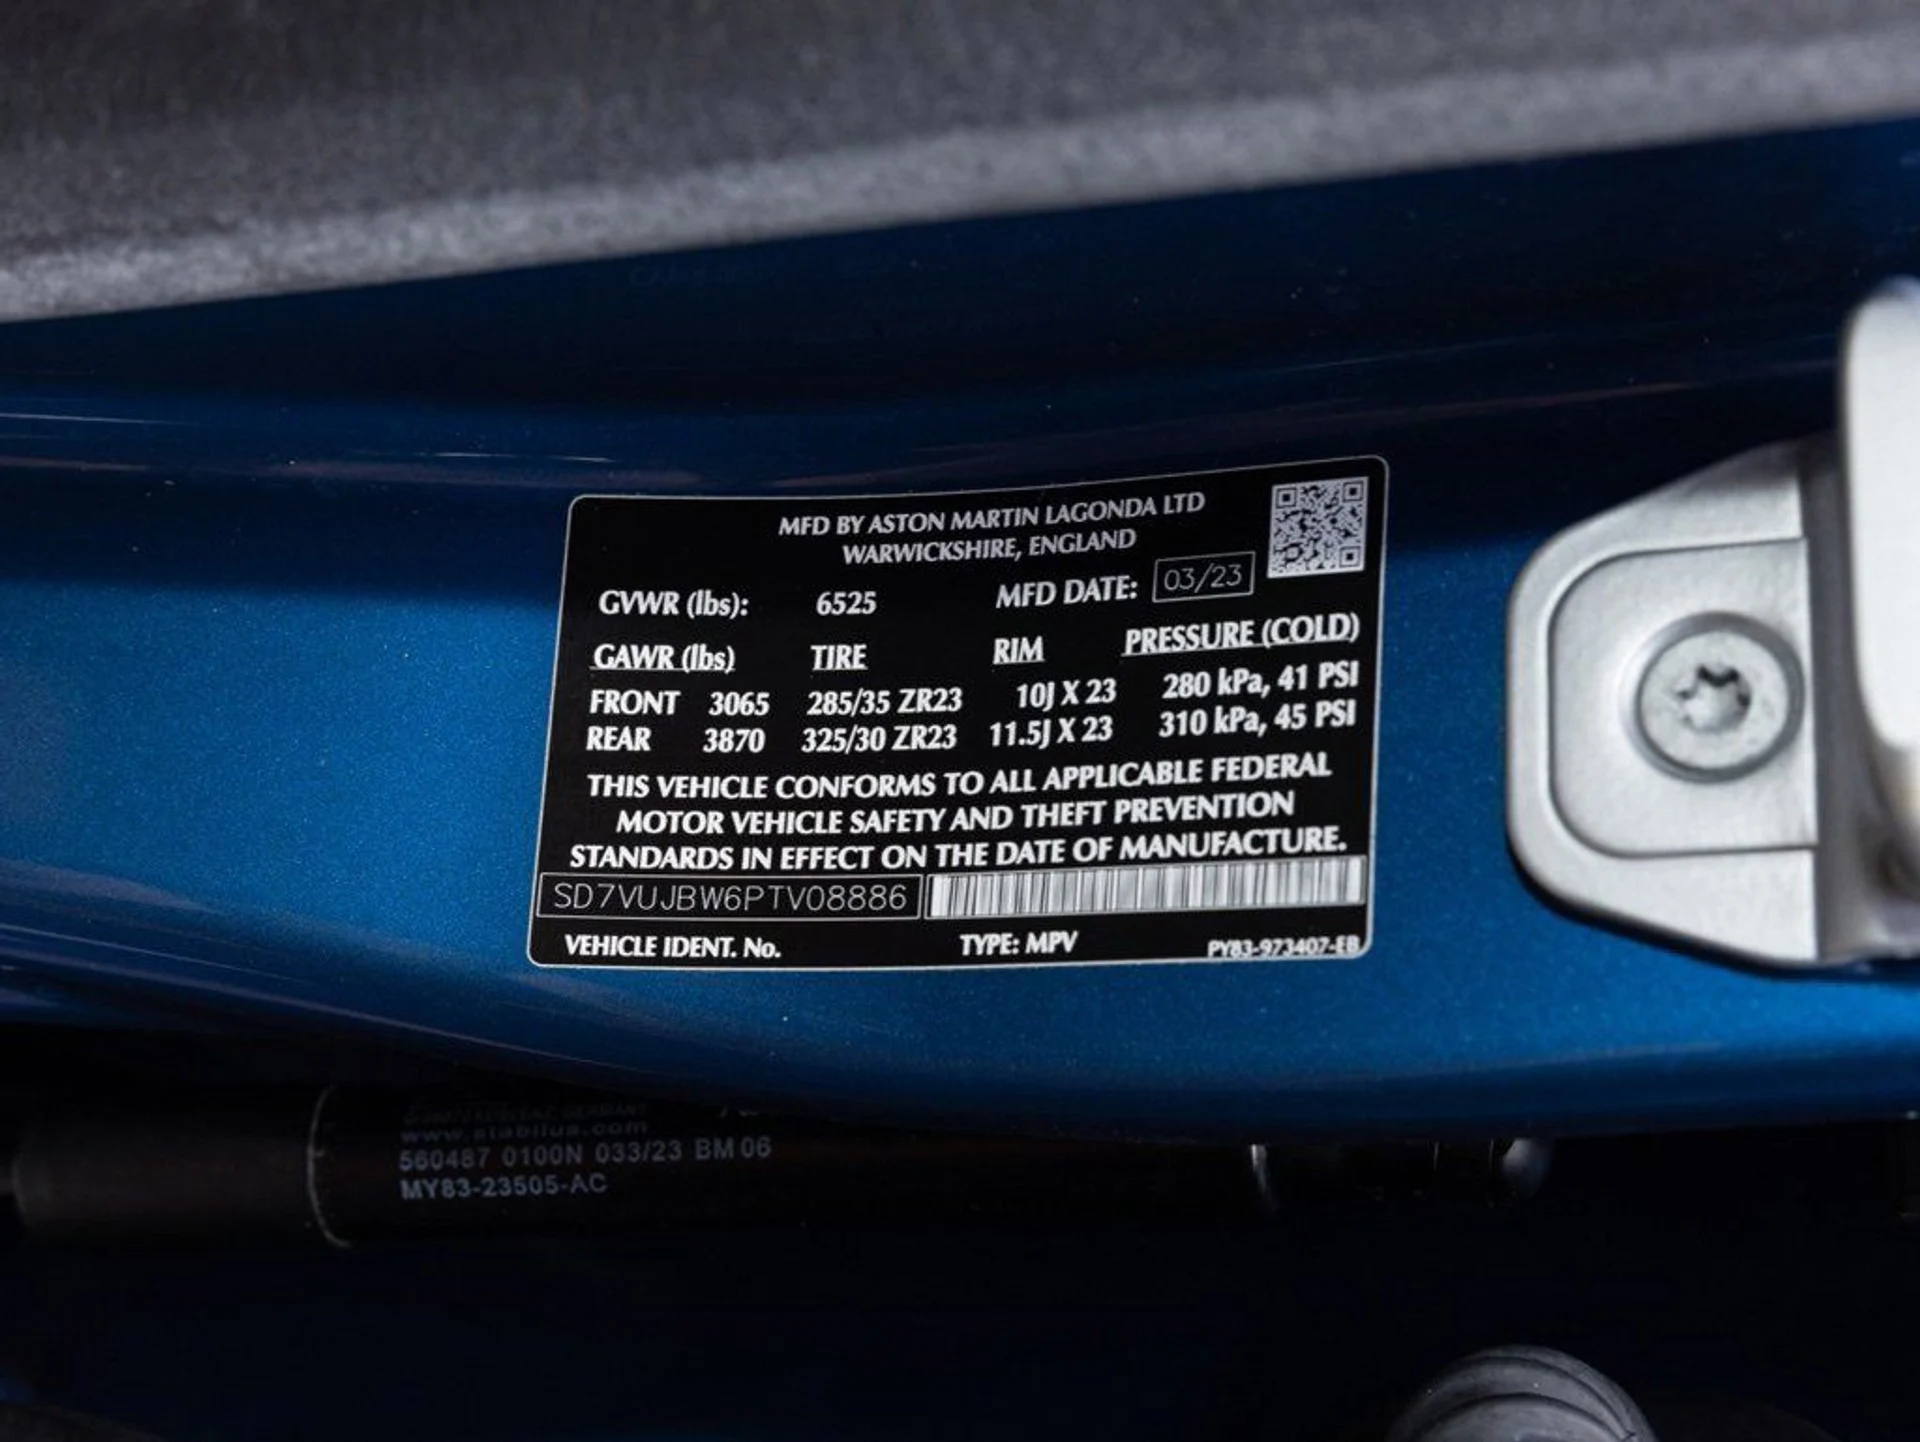 MFD BY ASTON MARTIN LAGONDA LTD
WARWICKSHIRE, ENGLAND
GVWR (lbs): 6525 MFD DATE: 03/23
GAWR (lbs) TIRE RIM PRESSURE (COLD)
FRONT 3065 285/35 ZR23 10J X 23 280 kPa, 41 PSI
REAR 3870 325/30 ZR23 11.5J X 23 310 kPa, 45 PSI
THIS VEHICLE CONFORMS TO ALL APPLICABLE FEDERAL
MOTOR VEHICLE SAFETY AND THEFT PREVENTION
STANDARDS IN EFFECT ON THE DATE OF MANUFACTURE.
SD7VUJBW6PTV08886
VEHICLE IDENT. No. TYPE: MPV PY83-973407-EB
www.stabilus.com
560487 0100N 033/23 BM 06
MY83-23505-AC